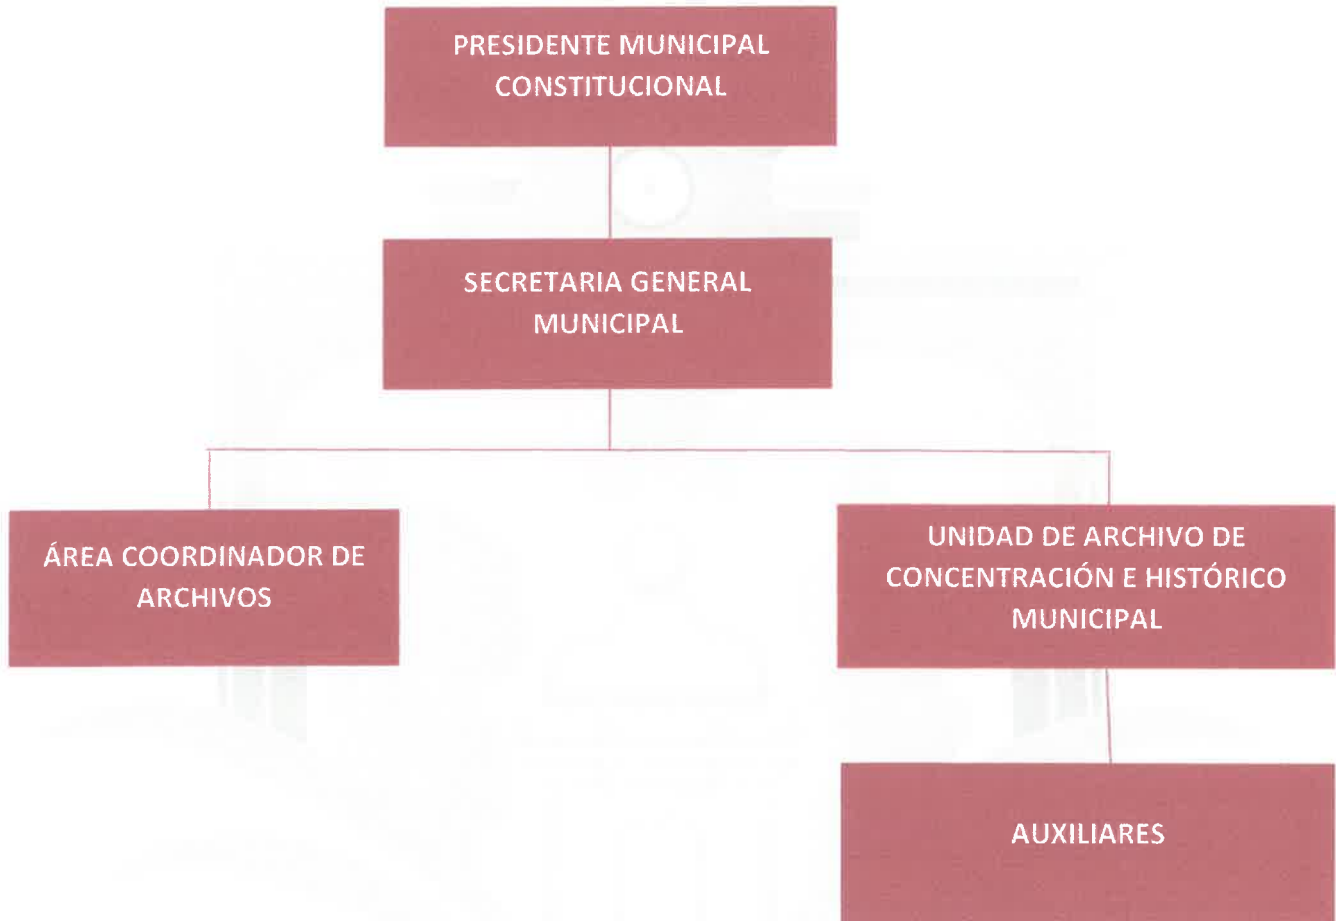 PRESIDENTE MUNICIPAL
CONSTITUCIONAL
SECRETARIA GENERAL
MUNICIPAL
ÁREA COORDINADOR DE
ARCHIVOS
UNIDAD DE ARCHIVO DE
CONCENTRACIÓN E HISTÓRICO
MUNICIPAL
AUXILIARES